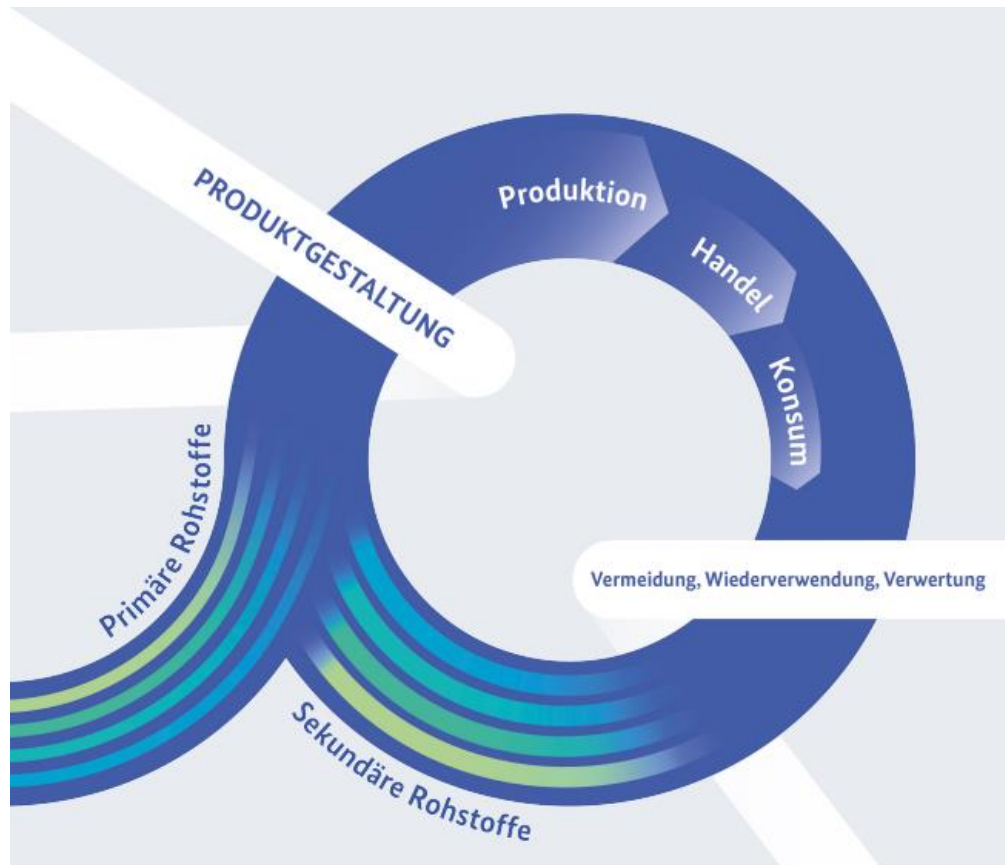 PRODUKTGESTALTUNG
Produktion
Handel
Konsum
Vermeidung, Wiederverwendung, Verwertung
Primäre Rohstoffe
Sekundäre Rohstoffe